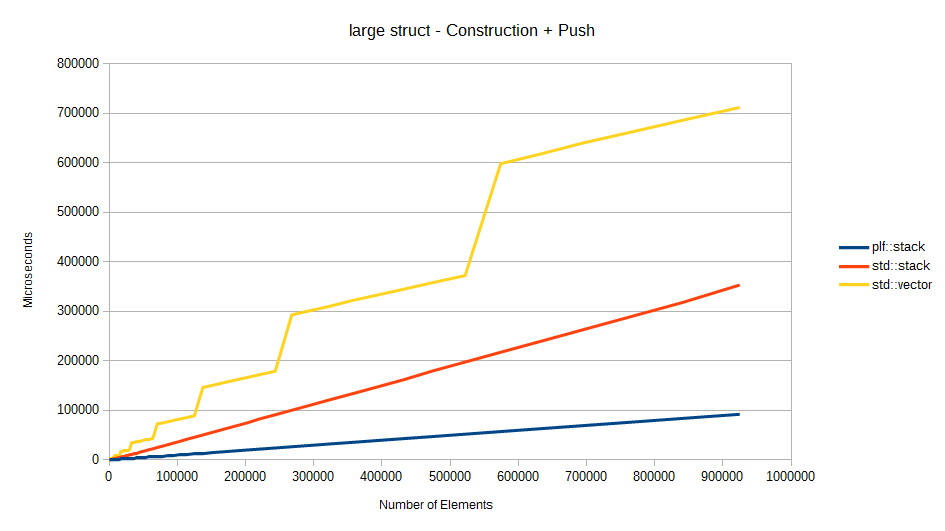 large struct - Construction + Push
800000
700000
600000
500000
400000
300000
200000
100000
0
Microseconds
0 100000 200000 300000 400000 500000 600000 700000 800000 900000 1000000
Number of Elements
plf::stack
std::stack
std::vector